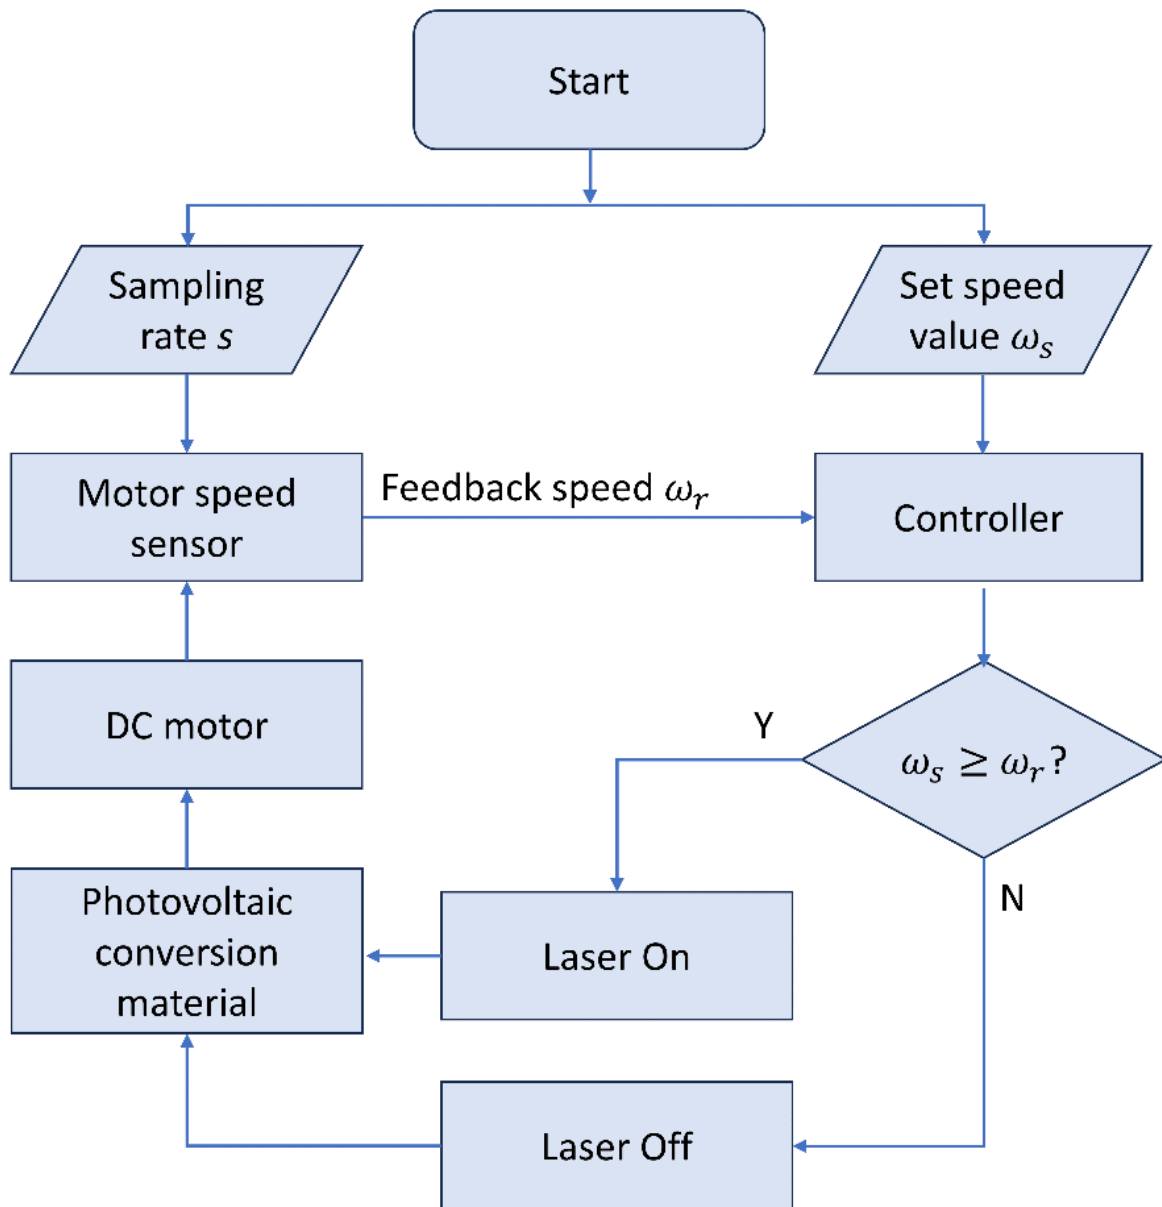 Start
Sampling
rate s
Set speed
value ωₛ
Motor speed
sensor
Feedback speed ωᵣ
Controller
DC motor
Y
ωₛ ≥ ωᵣ?
Photovoltaic
conversion
material
Laser On
N
Laser Off